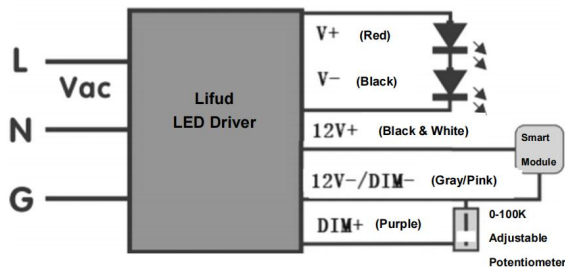 L
Vac
N
G
Lifud
LED Driver
V+ (Red)
V- (Black)
12V+ (Black & White)
12V-/DIM- (Gray/Pink)
DIM+ (Purple)
Smart
Module
0-100K
Adjustable
Potentiometer